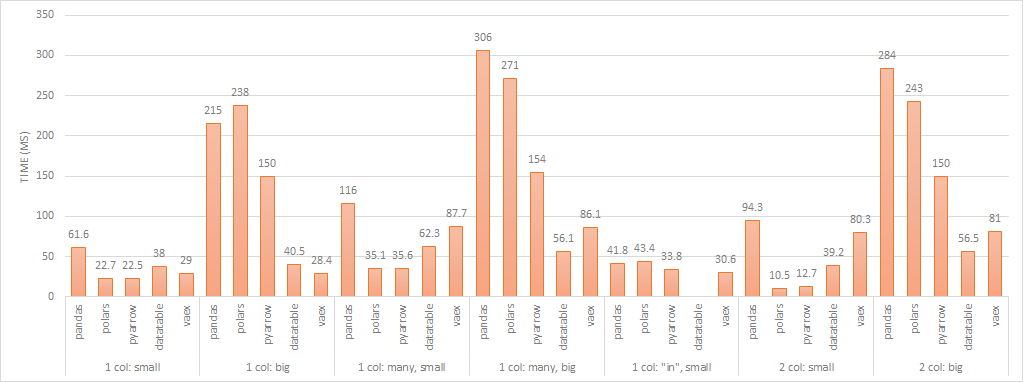 350
300
250
200
150
100
50
0
TIME (MS)
61.6
22.7
22.5
38
29
215
238
150
40.5
28.4
116
35.1
35.6
62.3
87.7
306
271
154
56.1
86.1
41.8
43.4
33.8
30.6
94.3
10.5
12.7
39.2
80.3
284
243
150
56.5
81
pandas
polars
pyarrow
datatable
vaex
pandas
polars
pyarrow
datatable
vaex
pandas
polars
pyarrow
datatable
vaex
pandas
polars
pyarrow
datatable
vaex
pandas
polars
pyarrow
datatable
vaex
pandas
polars
pyarrow
datatable
vaex
pandas
polars
pyarrow
datatable
vaex
1 col: small
1 col: big
1 col: many, small
1 col: many, big
1 col: "in", small
2 col: small
2 col: big